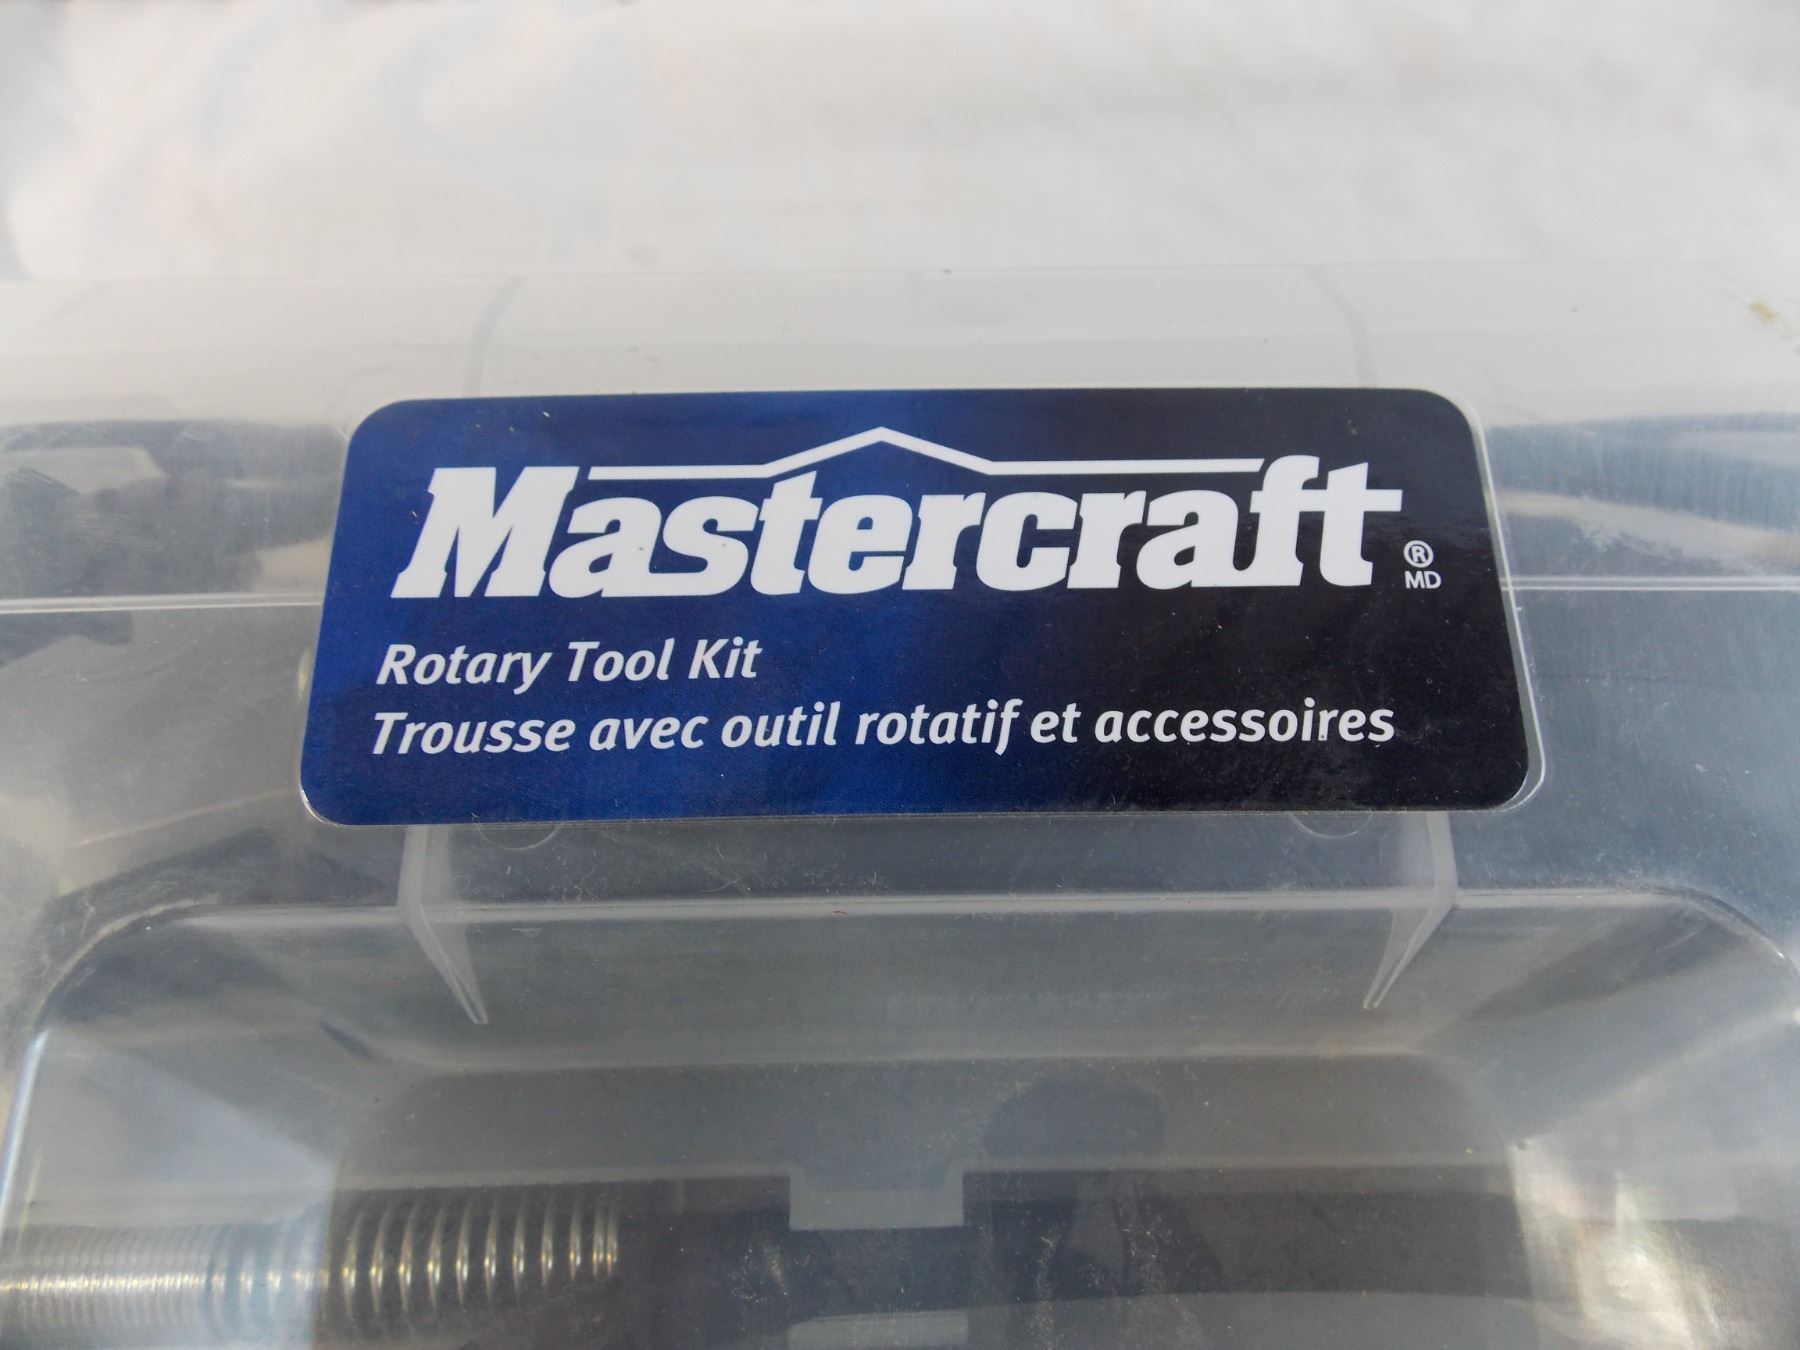 Mastercraft ®
MD
Rotary Tool Kit
Trousse avec outil rotatif et accessoires